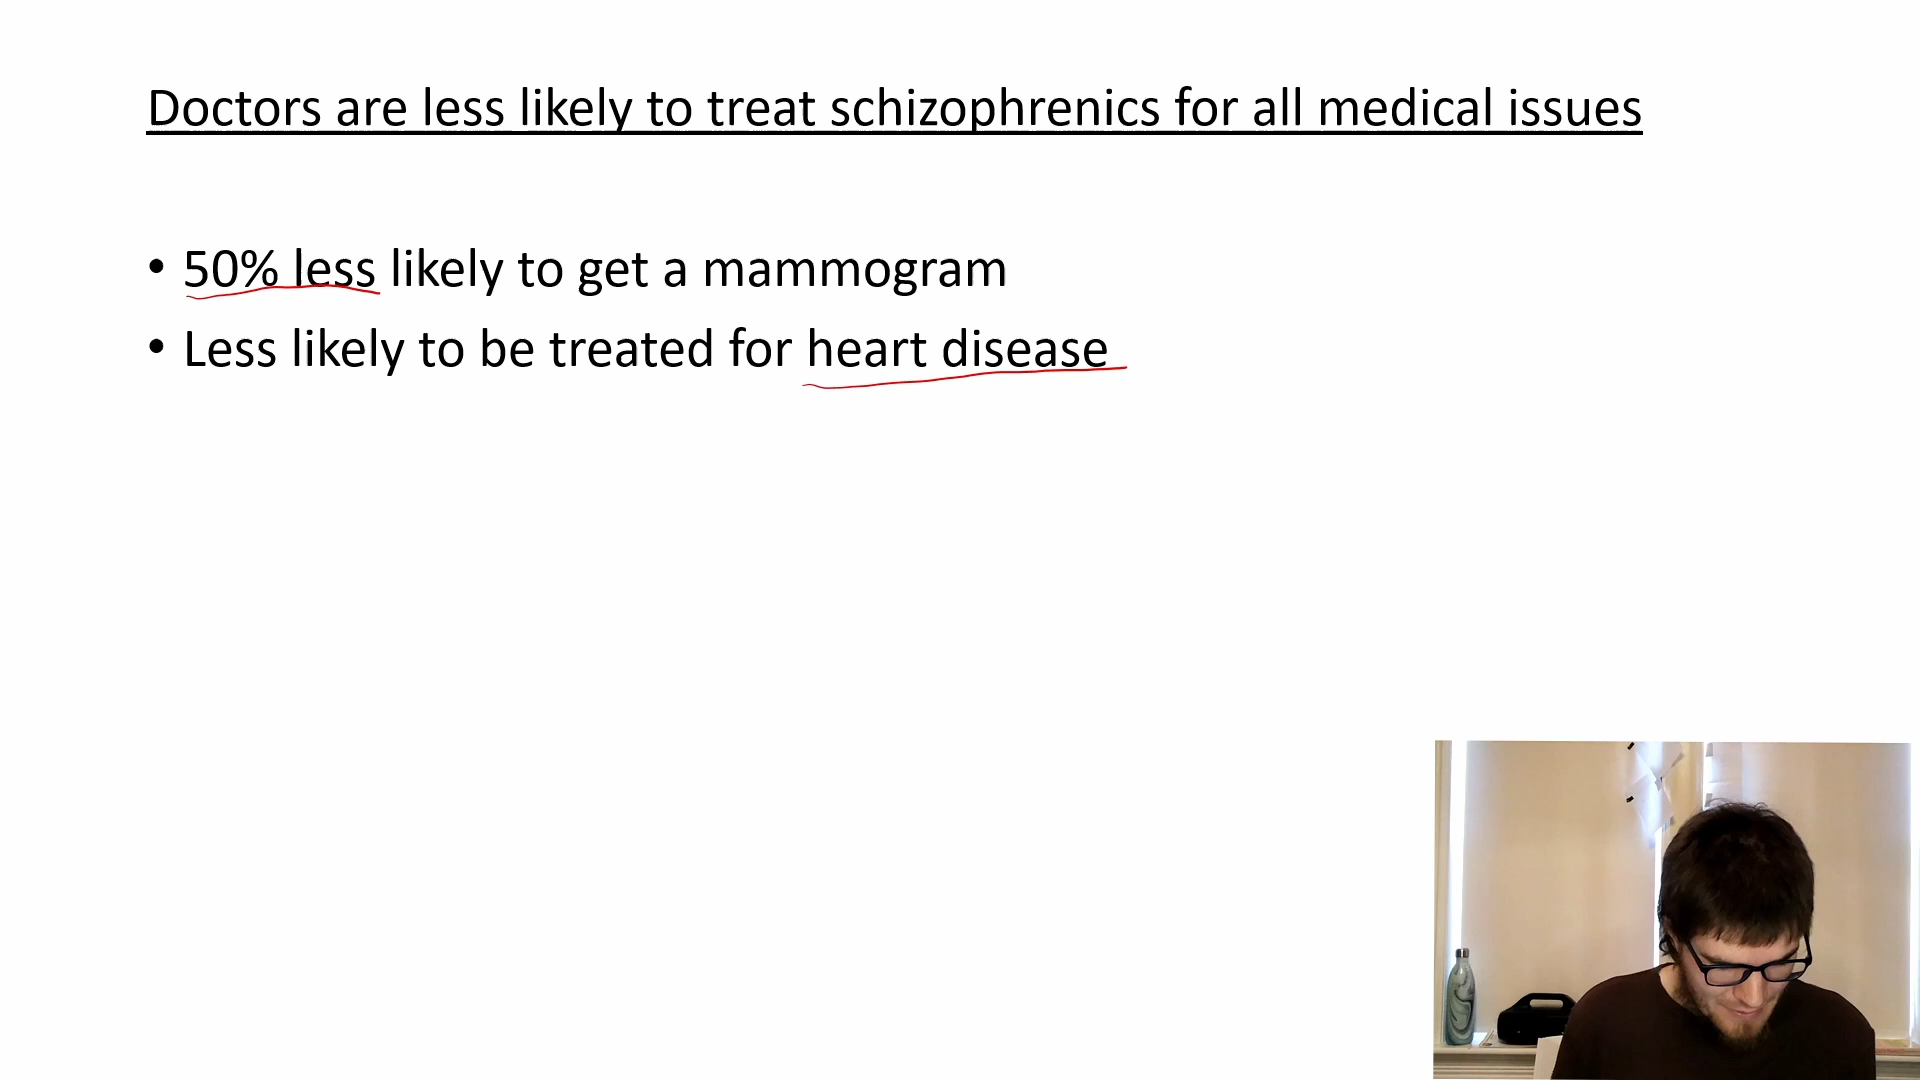 Doctors are less likely to treat schizophrenics for all medical issues
• 50% less likely to get a mammogram
• Less likely to be treated for heart disease